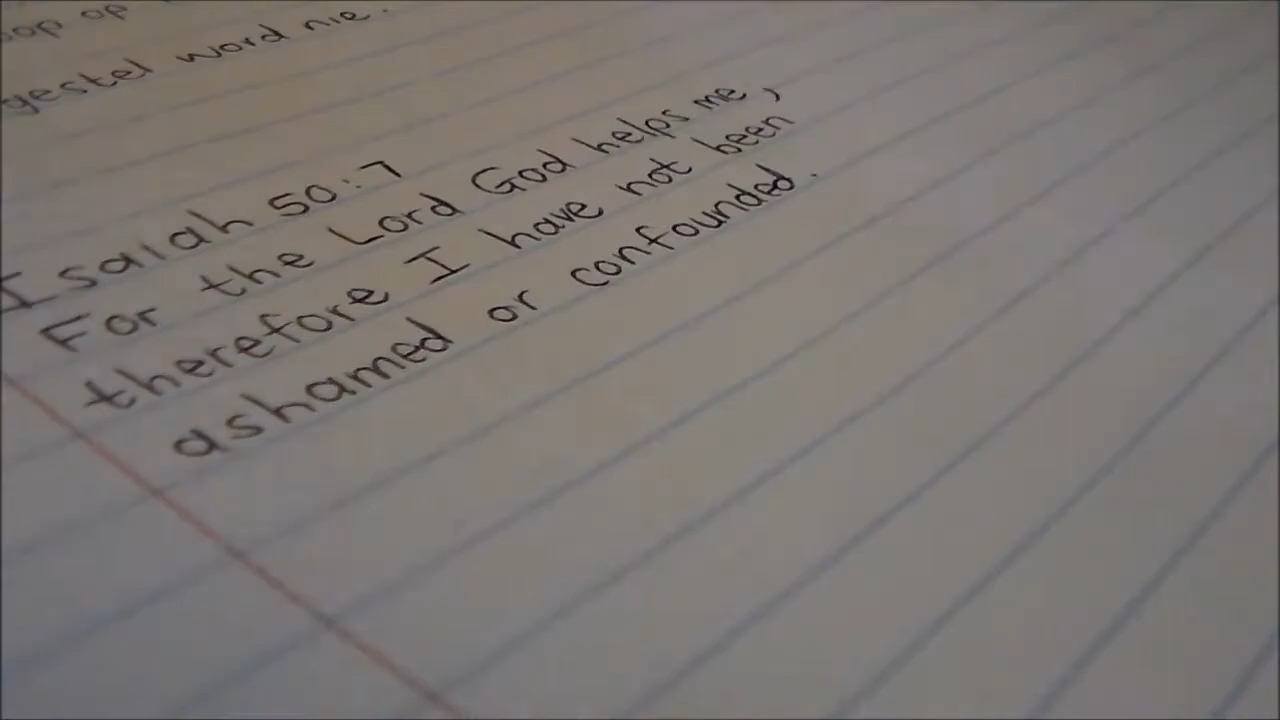 op
gestel word nie.
Isaiah 50:7
For the Lord God helps me,
therefore I have not been
ashamed or confounded.